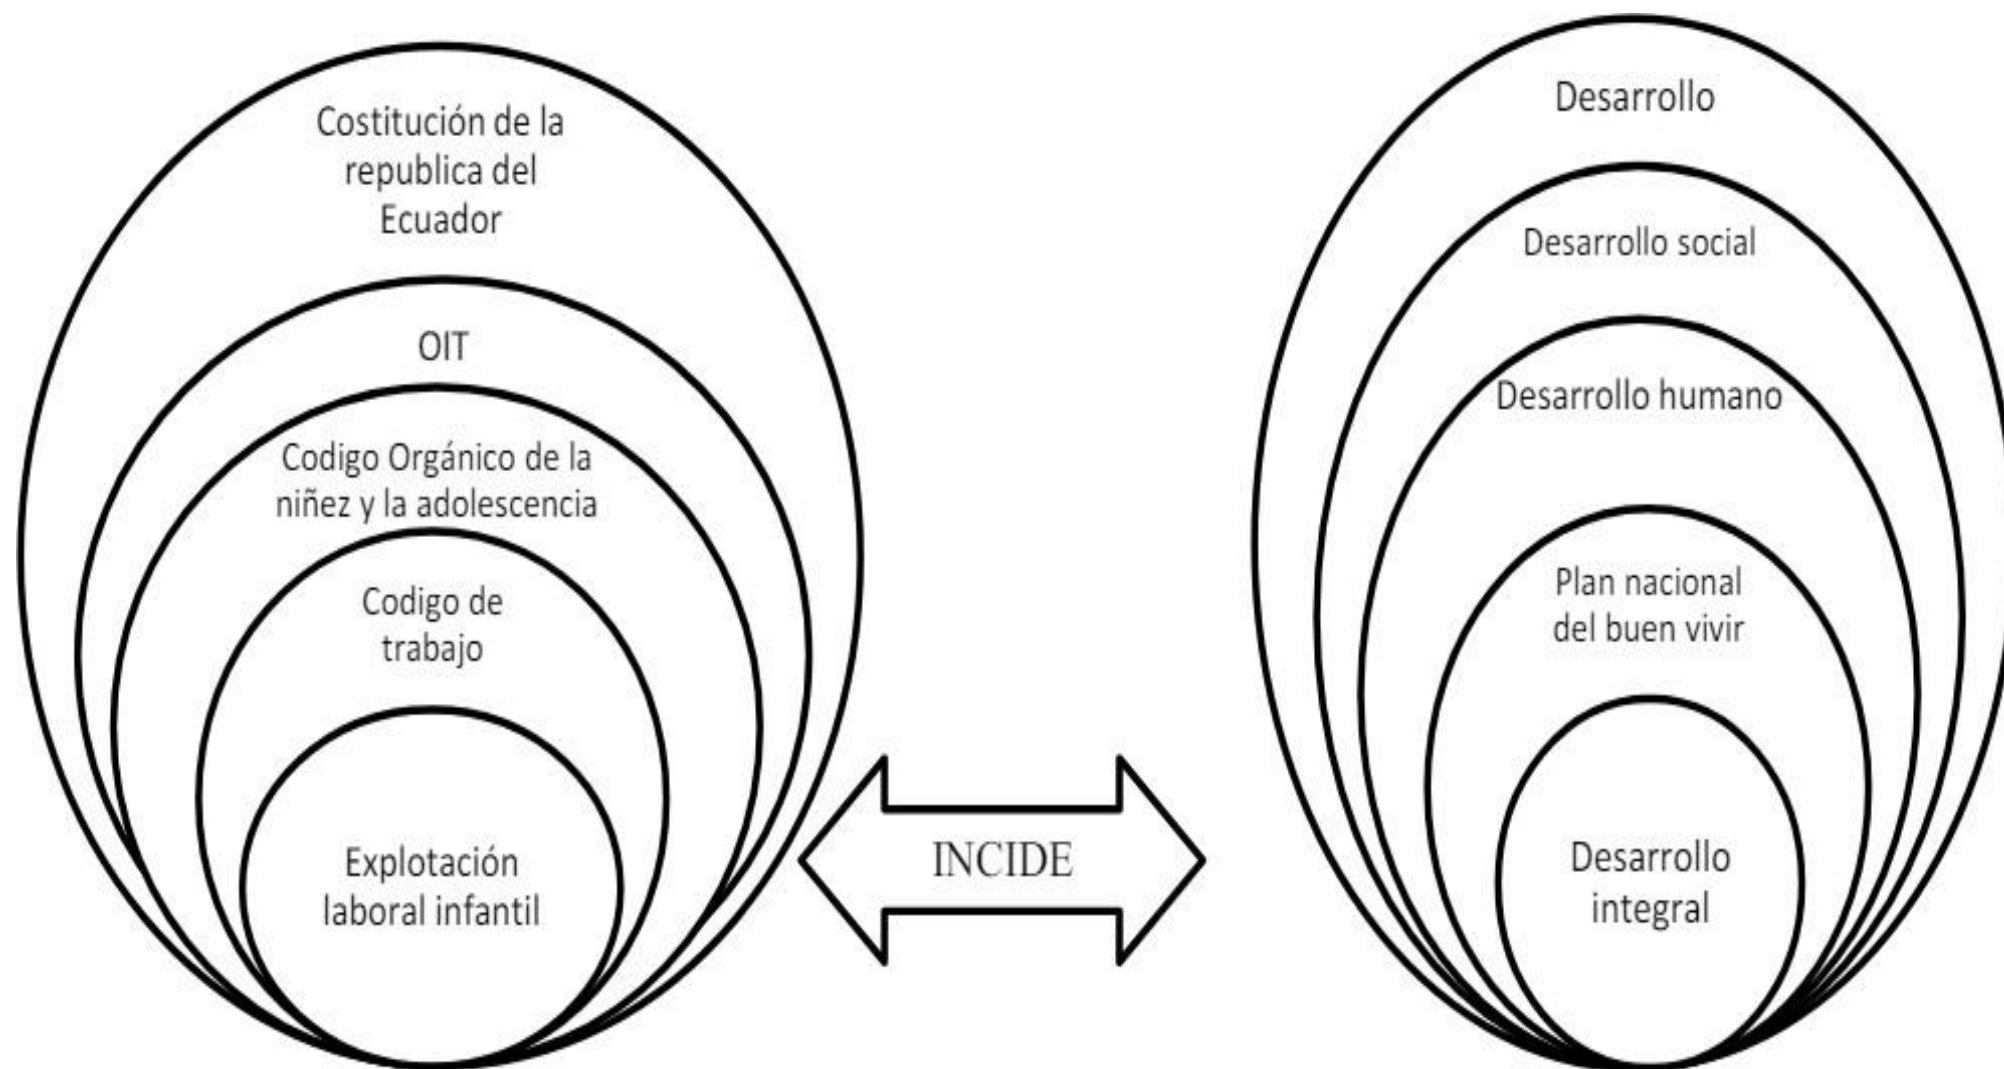 Costitución de la
republica del
Ecuador
OIT
Codigo Orgánico de la
niñez y la adolescencia
Codigo de
trabajo
Explotación
laboral infantil
INCIDE
Desarrollo
Desarrollo social
Desarrollo humano
Plan nacional
del buen vivir
Desarrollo
integral